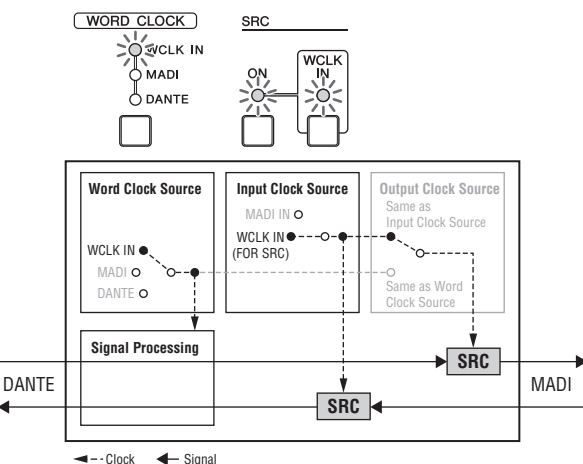 WORD CLOCK
WCLK IN
MADI
DANTE
SRC
ON
WCLK
IN
Word Clock Source
WCLK IN
MADI
DANTE
Input Clock Source
MADI IN
WCLK IN
(FOR SRC)
Output Clock Source
Same as
Input Clock Source
Same as Word
Clock Source
Signal Processing
SRC
SRC
DANTE
MADI
Clock
Signal